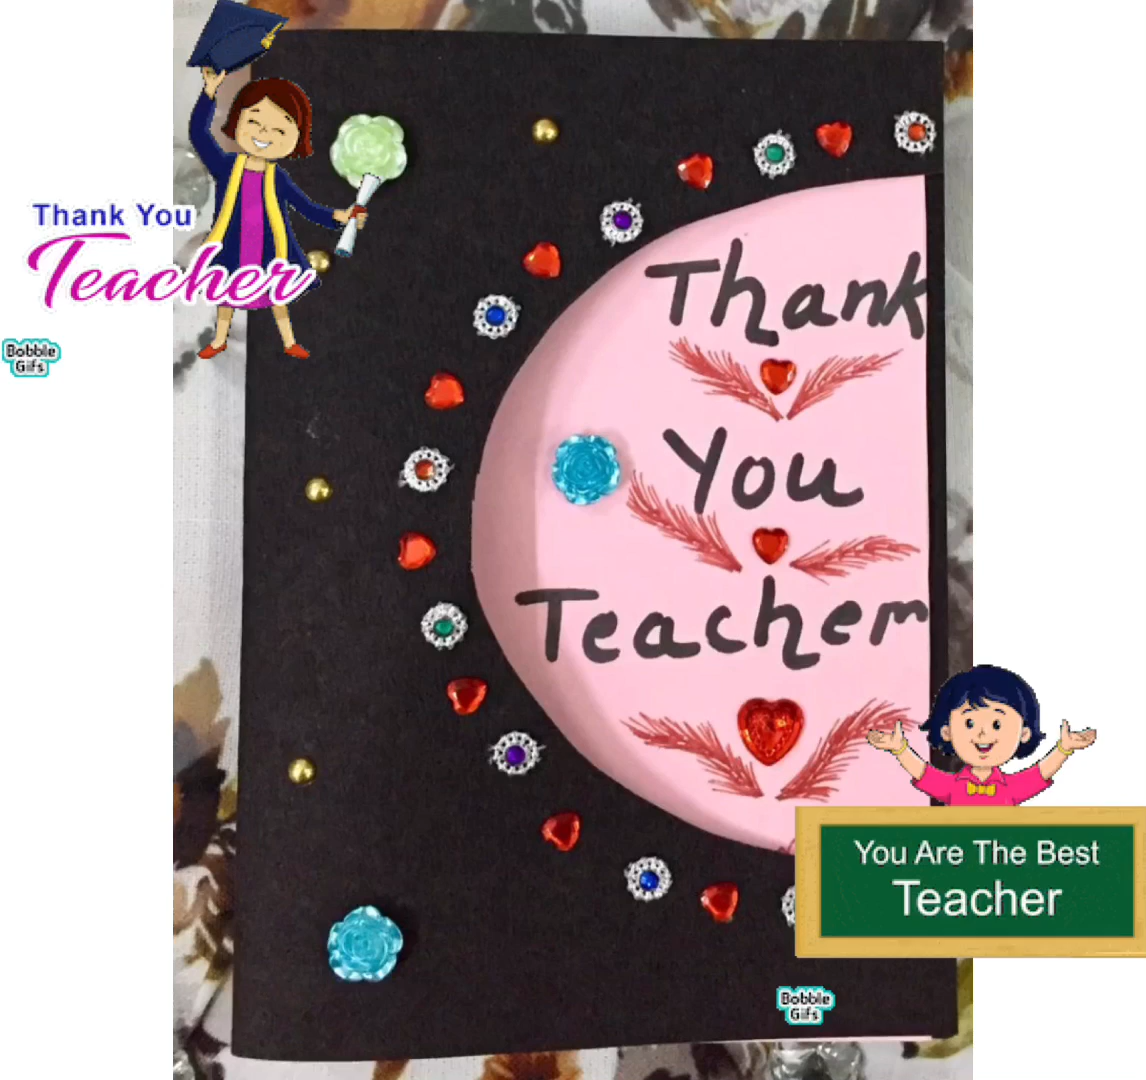 Thank You
Teacher
Bobble
Gifs
Thank
You
Teacher
You Are The Best
Teacher
Bobble
Gifs